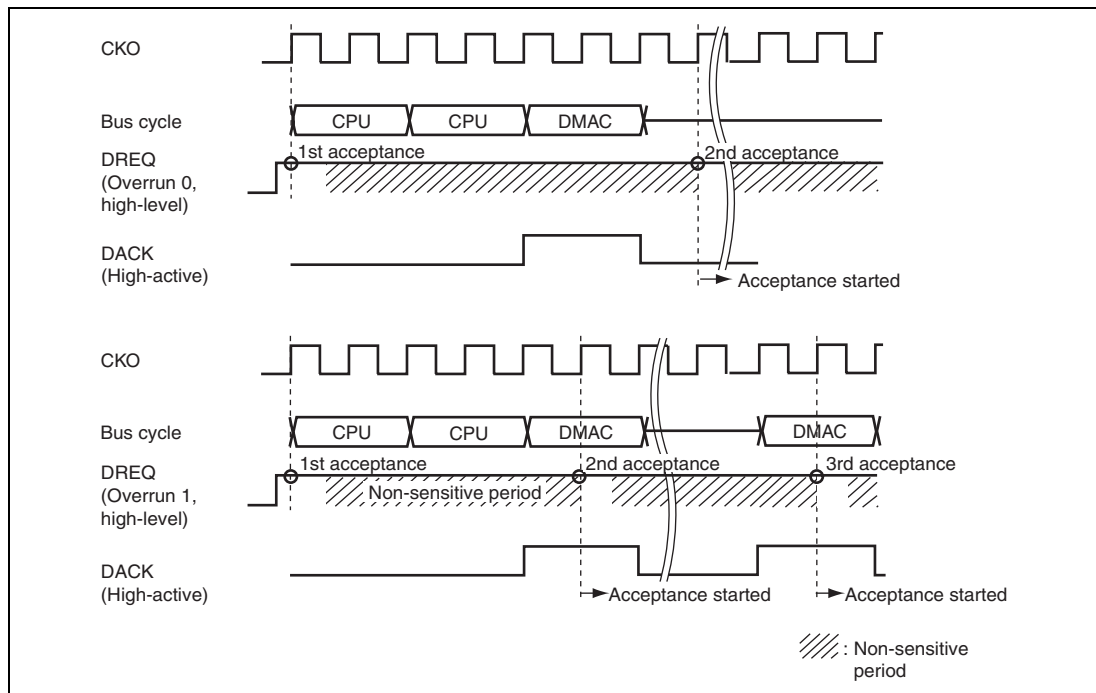 CKO
Bus cycle
CPU
CPU
DMAC
DREQ
(Overrun 0,
high-level)
1st acceptance
2nd acceptance
DACK
(High-active)
Acceptance started
CKO
Bus cycle
CPU
CPU
DMAC
DMAC
DREQ
(Overrun 1,
high-level)
1st acceptance
Non-sensitive period
2nd acceptance
3rd acceptance
DACK
(High-active)
Acceptance started
Acceptance started
: Non-sensitive
period